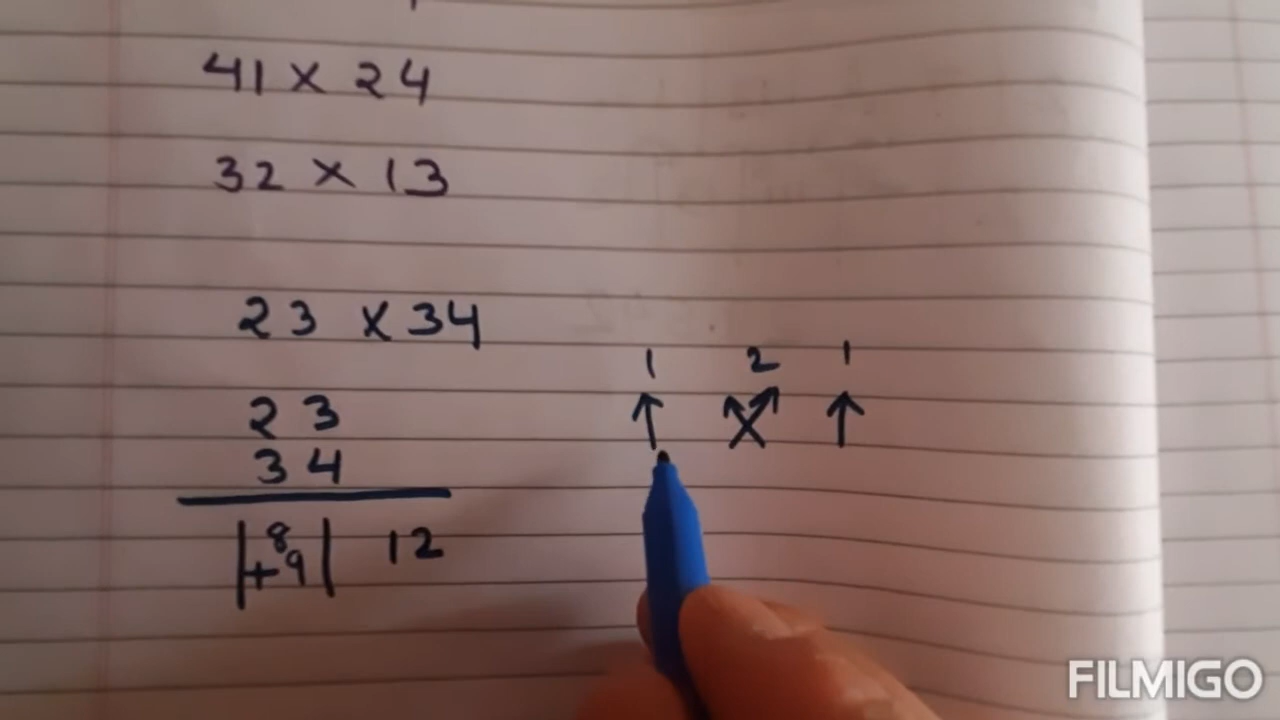 41 × 24
32 × 13
23 × 34
1 2 1
23
34
| 8 + 9 | 12
FILMIGO